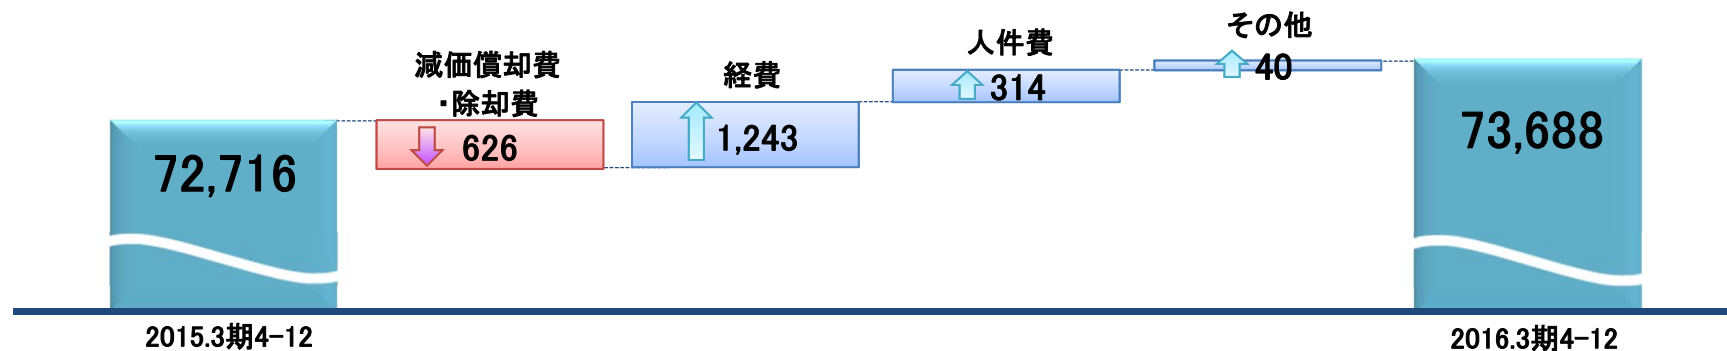 減価償却費
・除却費
626
経費
1,243
人件費
314
その他
40
72,716
73,688
2015.3期4-12
2016.3期4-12